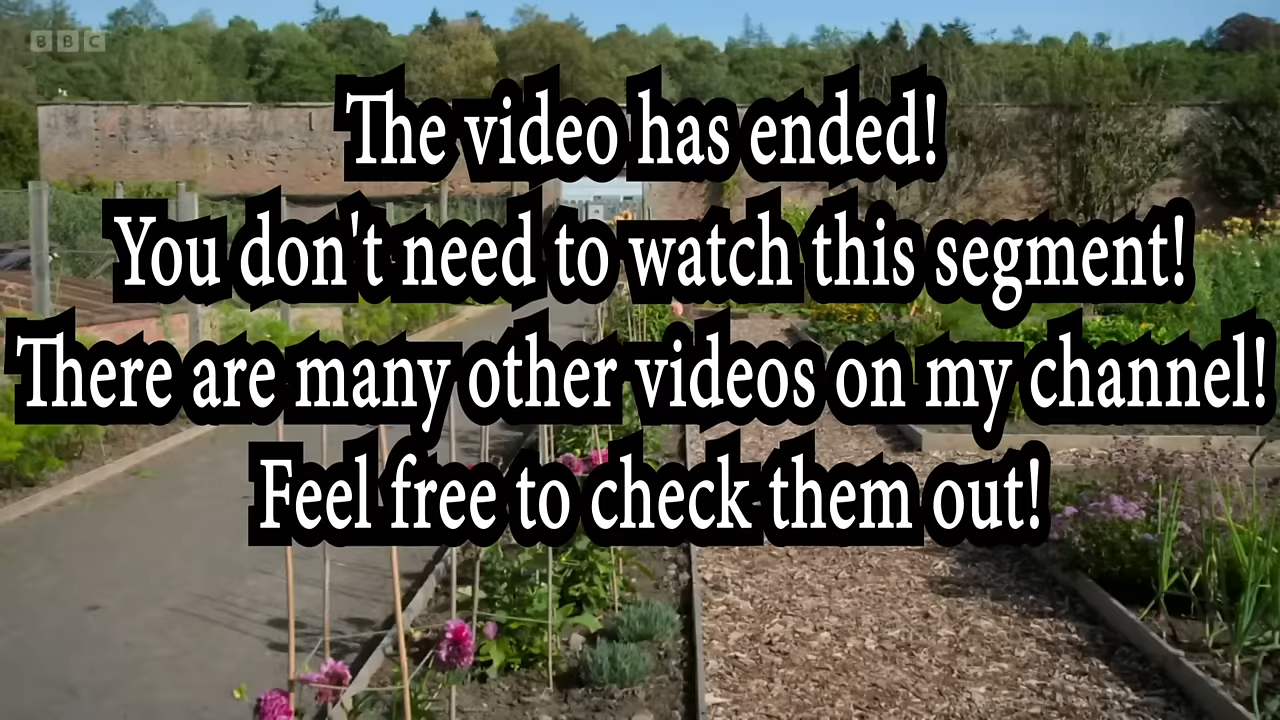 BBC
The video has ended!
You don't need to watch this segment!
There are many other videos on my channel!
Feel free to check them out!